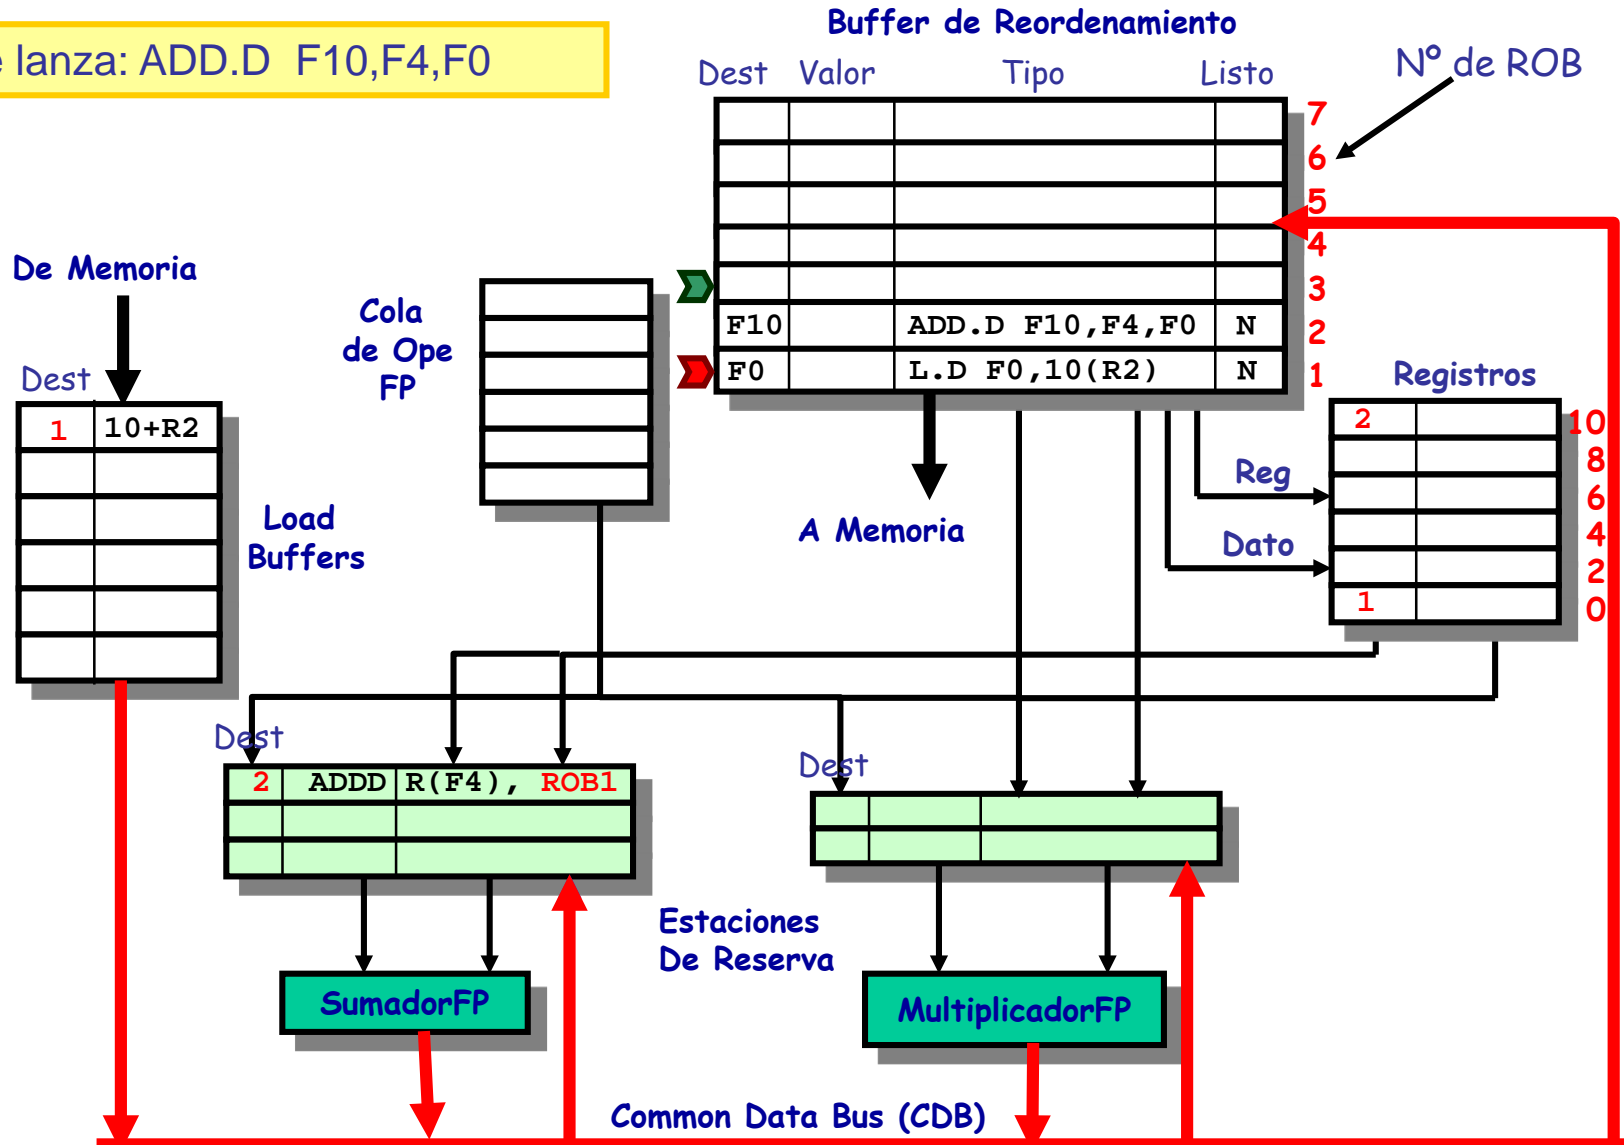 Buffer de Reordenamiento
e lanza: ADD.D F10,F4,F0
Dest Valor Tipo Listo
Nº de ROB
7
6
5
4
3
F10 ADD.D F10,F4,F0 N 2
F0 L.D F0,10(R2) N 1
De Memoria
Dest
1 10+R2
Load
Buffers
Cola
de Ope
FP
A Memoria
Reg
Dato
Registros
2 10
8
6
4
2
1 0
Dest
2 ADDD R(F4), ROB1
Dest
Estaciones
De Reserva
SumadorFP
MultiplicadorFP
Common Data Bus (CDB)